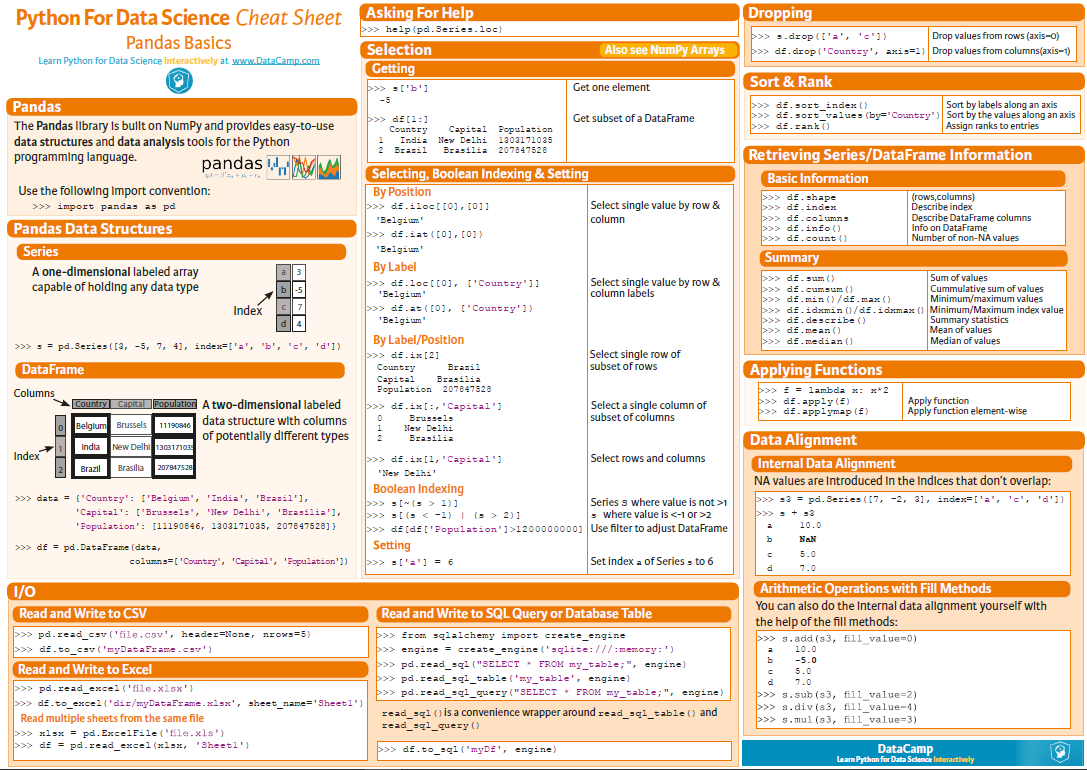 Python For Data Science Cheat Sheet
Pandas Basics
Learn Python for Data Science Interactively at www.DataCamp.com
Pandas
The Pandas library is built on NumPy and provides easy-to-use
data structures and data analysis tools for the Python
programming language.
pandas
Use the following import convention:
>>> import pandas as pd
Pandas Data Structures
Series
A one-dimensional labeled array
capable of holding any data type
Index
a 3
b -5
c 7
d 4
>>> s = pd.Series([3, -5, 7, 4], index=['a', 'b', 'c', 'd'])
DataFrame
Columns
Country Capital Population
0 Belgium Brussels 11190846
1 India New Delhi 1303171035
2 Brazil Brasília 207847528
Index
A two-dimensional labeled
data structure with columns
of potentially different types
>>> data = {'Country': ['Belgium', 'India', 'Brazil'],
'Capital': ['Brussels', 'New Delhi', 'Brasília'],
'Population': [11190846, 1303171035, 207847528]}
>>> df = pd.DataFrame(data,
columns=['Country', 'Capital', 'Population'])
Asking For Help
>>> help(pd.Series.loc)
Selection Also see NumPy Arrays
Getting
>>> s['b'] Get one element
-5
>>> df[1:] Get subset of a DataFrame
Country Capital Population
1 India New Delhi 1303171035
2 Brazil Brasília 207847528
Selecting, Boolean Indexing & Setting
By Position
>>> df.iloc[[0],[0]] Select single value by row &
'Belgium' column
>>> df.iat([0],[0])
'Belgium'
By Label
>>> df.loc[[0], ['Country']] Select single value by row &
'Belgium' column labels
>>> df.at([0], ['Country'])
'Belgium'
By Label/Position
>>> df.ix[2] Select single row of
Country Brazil subset of rows
Capital Brasília
Population 207847528
>>> df.ix[:,'Capital'] Select a single column of
0 Brussels subset of columns
1 New Delhi
2 Brasília
>>> df.ix[1,'Capital'] Select rows and columns
'New Delhi'
Boolean Indexing
>>> s[~(s > 1)] Series s where value is not >1
>>> s[(s < -1) | (s > 2)] s where value is <-1 or >2
>>> df[df['Population']>1200000000] Use filter to adjust DataFrame
Setting
>>> s['a'] = 6 Set index a of Series s to 6
Dropping
>>> s.drop(['a', 'c']) Drop values from rows (axis=0)
>>> df.drop('Country', axis=1) Drop values from columns(axis=1)
Sort & Rank
>>> df.sort_index() Sort by labels along an axis
>>> df.sort_values(by='Country') Sort by the values along an axis
>>> df.rank() Assign ranks to entries
Retrieving Series/DataFrame Information
Basic Information
>>> df.shape (rows,columns)
>>> df.index Describe index
>>> df.columns Describe DataFrame columns
>>> df.info() Info on DataFrame
>>> df.count() Number of non-NA values
Summary
>>> df.sum() Sum of values
>>> df.cumsum() Cummulative sum of values
>>> df.min()/df.max() Minimum/maximum values
>>> df.idxmin()/df.idxmax() Minimum/Maximum index value
>>> df.describe() Summary statistics
>>> df.mean() Mean of values
>>> df.median() Median of values
Applying Functions
>>> f = lambda x: x*2
>>> df.apply(f) Apply function
>>> df.applymap(f) Apply function element-wise
Data Alignment
Internal Data Alignment
NA values are introduced in the indices that don't overlap:
>>> s3 = pd.Series([7, -2, 3], index=['a', 'c', 'd'])
>>> s + s3
a 10.0
b NaN
c 5.0
d 7.0
Arithmetic Operations with Fill Methods
You can also do the internal data alignment yourself with
the help of the fill methods:
>>> s.add(s3, fill_value=0)
a 10.0
b -5.0
c 5.0
d 7.0
>>> s.sub(s3, fill_value=2)
>>> s.div(s3, fill_value=4)
>>> s.mul(s3, fill_value=3)
I/O
Read and Write to CSV
>>> pd.read_csv('file.csv', header=None, nrows=5)
>>> df.to_csv('myDataFrame.csv')
Read and Write to Excel
>>> pd.read_excel('file.xlsx')
>>> df.to_excel('dir/myDataFrame.xlsx', sheet_name='Sheet1')
Read multiple sheets from the same file
>>> xlsx = pd.ExcelFile('file.xls')
>>> df = pd.read_excel(xlsx, 'Sheet1')
Read and Write to SQL Query or Database Table
>>> from sqlalchemy import create_engine
>>> engine = create_engine('sqlite:///:memory:')
>>> pd.read_sql("SELECT * FROM my_table;", engine)
>>> pd.read_sql_table('my_table', engine)
>>> pd.read_sql_query("SELECT * FROM my_table;", engine)
read_sql() is a convenience wrapper around read_sql_table() and
read_sql_query()
>>> df.to_sql('myDf', engine)
DataCamp
Learn Python for Data Science Interactively